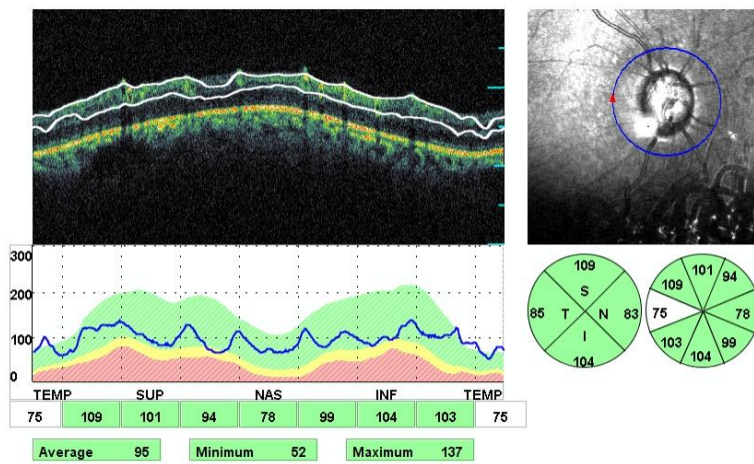 300
200
100
0
TEMP SUP NAS INF TEMP
75 109 101 94 78 99 104 103 75
Average 95 Minimum 52 Maximum 137
109
S
85 T N 83
I
104
101 94
109
75 78
103 99
104